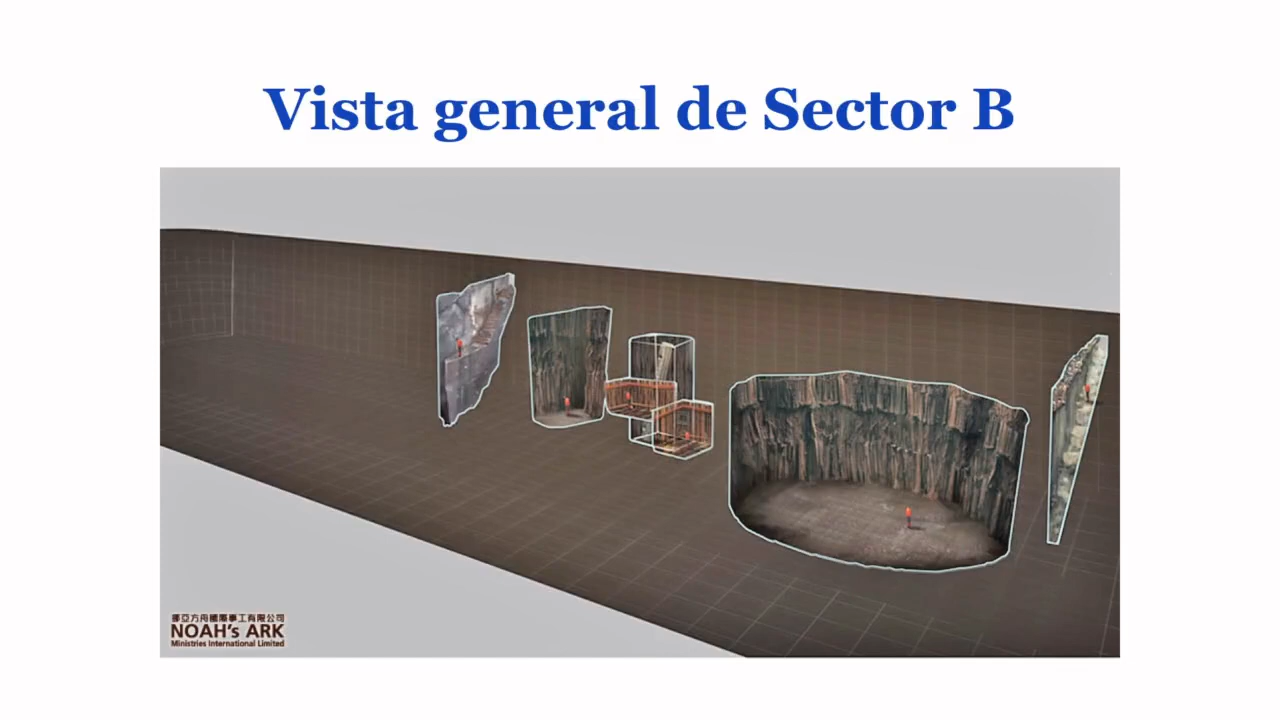 Vista general de Sector B
挪亞方舟國際事工有限公司
NOAH's ARK
Ministries International Limited